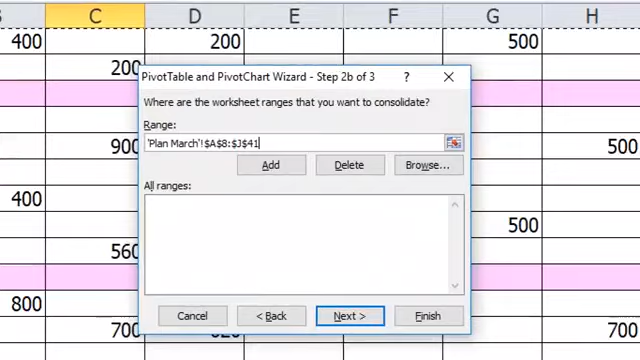 C D E F G H
400 200 500
200
PivotTable and PivotChart Wizard - Step 2b of 3 ?
Where are the worksheet ranges that you want to consolidate?
Range:
'Plan March'!$A$8:$J$41
900
Add Delete Browse...
All ranges:
400
500
560
800
Cancel < Back Next > Finish
700